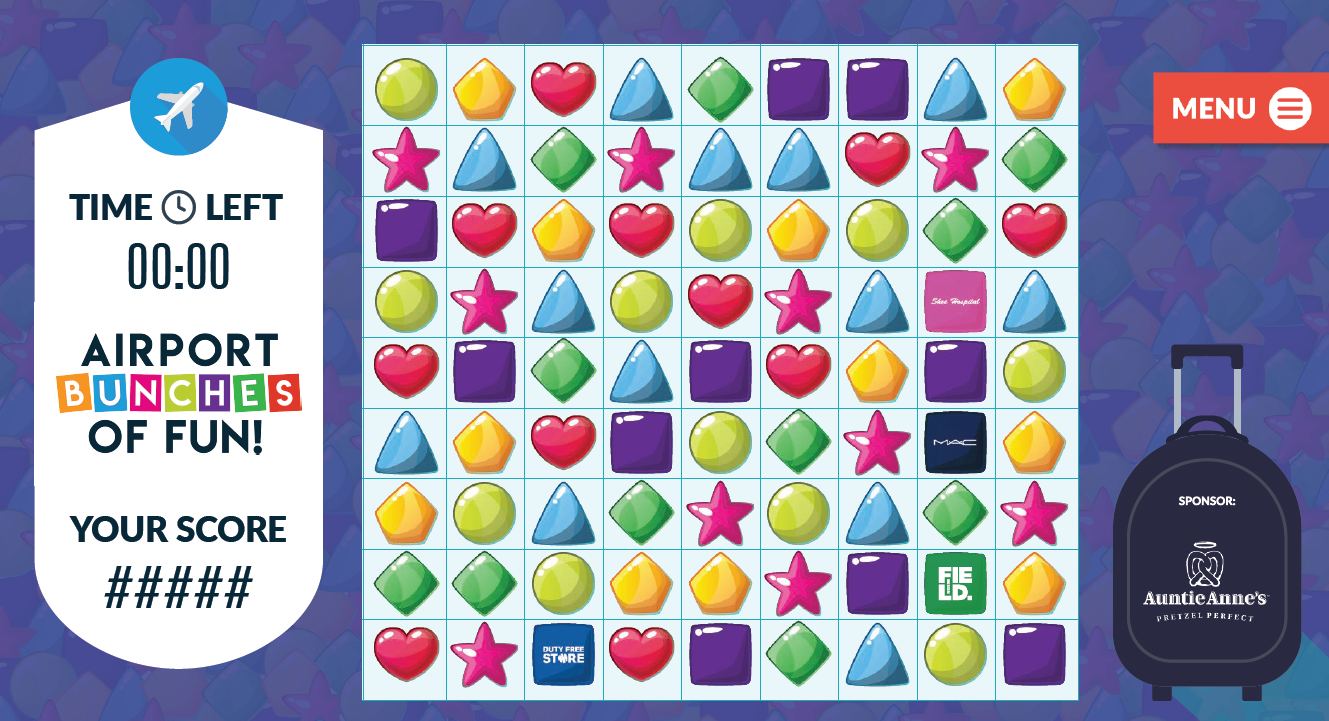 MENU
TIME LEFT
00:00
AIRPORT
BUNCHES
OF FUN!
YOUR SCORE
#####
Shoe Hospital
MAC
FIELD.
DUTY FREE
STORE
SPONSOR:
AuntieAnne's
PRETZEL PERFECT